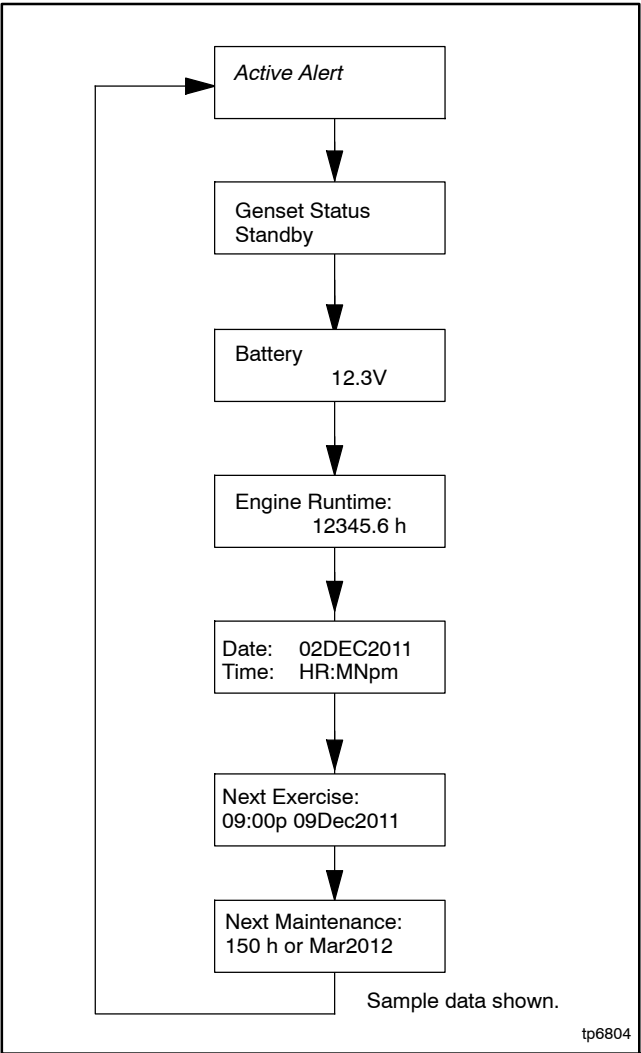 Active Alert
Genset Status
Standby
Battery
12.3V
Engine Runtime:
12345.6 h
Date: 02DEC2011
Time: HR:MNpm
Next Exercise:
09:00p 09Dec2011
Next Maintenance:
150 h or Mar2012
Sample data shown.
tp6804